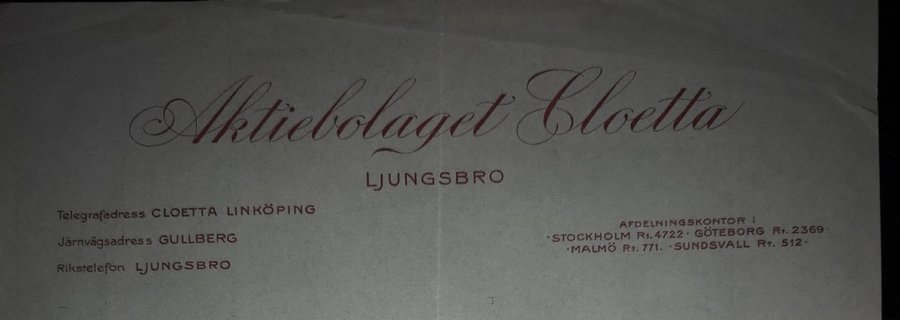 Aktiebolaget Cloetta
LJUNGSBRO
Telegrafadress CLOETTA LINKÖPING
Järnvägsadress GULLBERG
Rikstelefon LJUNGSBRO
AFDELNINGSKONTOR i
·STOCKHOLM Rt. 4722· GÖTEBORG Rt. 2369·
·MALMÖ Rt. 771. ·SUNDSVALL Rt. 512·